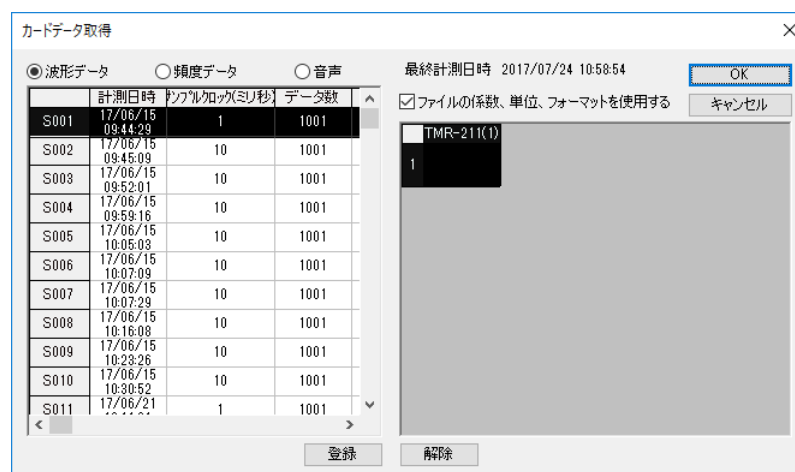 カードデータ取得
波形データ 頻度データ 音声 最終計測日時 2017/07/24 10:58:54 OK
ファイルの係数、単位、フォーマットを使用する キャンセル
計測日時 ｻﾝﾌﾟﾙｸﾛｯｸ(ミリ秒) データ数
S001 17/06/15 09:44:29 1 1001
S002 17/06/15 09:45:09 10 1001
S003 17/06/15 09:52:01 10 1001
S004 17/06/15 09:59:16 10 1001
S005 17/06/15 10:05:03 10 1001
S006 17/06/15 10:07:09 10 1001
S007 17/06/15 10:07:29 10 1001
S008 17/06/15 10:16:08 10 1001
S009 17/06/15 10:23:26 10 1001
S010 17/06/15 10:30:52 10 1001
S011 17/06/21 1 1001
TMR-211(1)
1
登録 解除